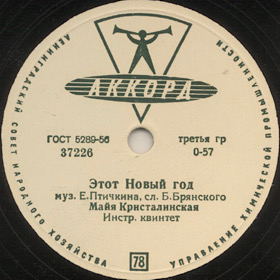 ЛЕНИНГРАДСКИЙ СОВЕТ НАРОДНОГО ХОЗЯЙСТВА
УПРАВЛЕНИЕ ХИМИЧЕСКОЙ ПРОМЫШЛЕННОСТИ
АККОРД
ГОСТ 5289-56 третья гр
37226 0-57
Этот Новый год
муз. Е.Птичкина, сл. Б.Брянского
Майя Кристалинская
Инстр. квинтет
78